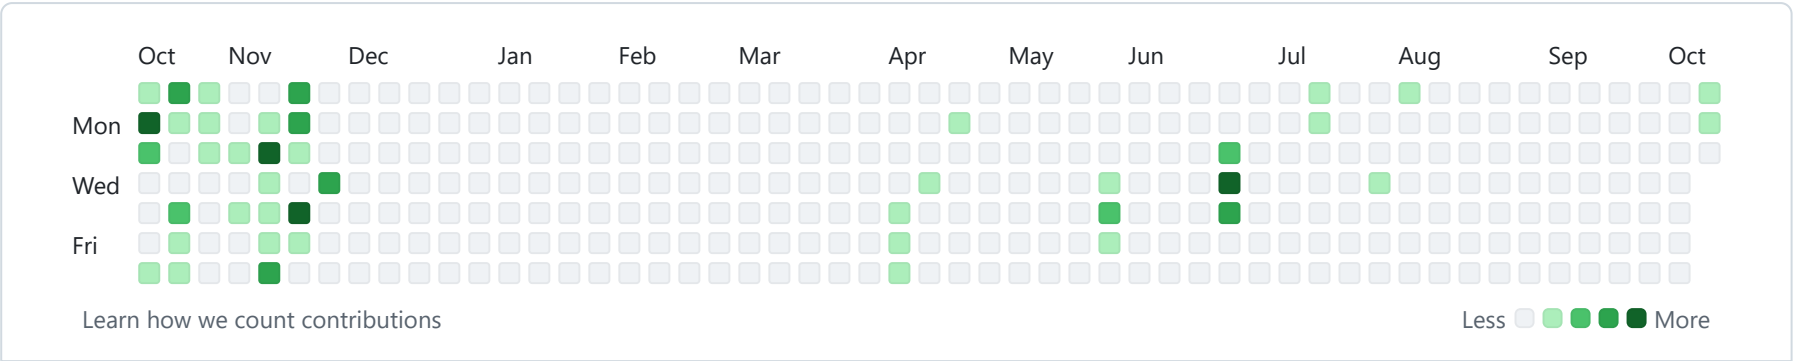 Oct Nov Dec Jan Feb Mar Apr May Jun Jul Aug Sep Oct
Mon
Wed
Fri
Learn how we count contributions
Less More